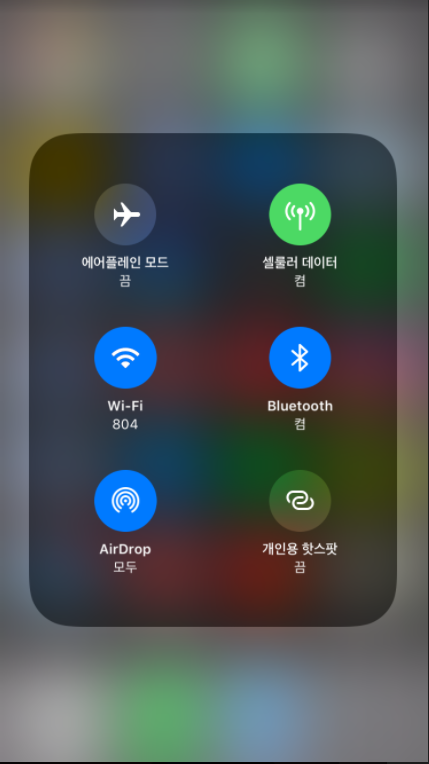 에어플레인 모드
끔
셀룰러 데이터
켬
Wi-Fi
804
Bluetooth
켬
AirDrop
모두
개인용 핫스팟
끔